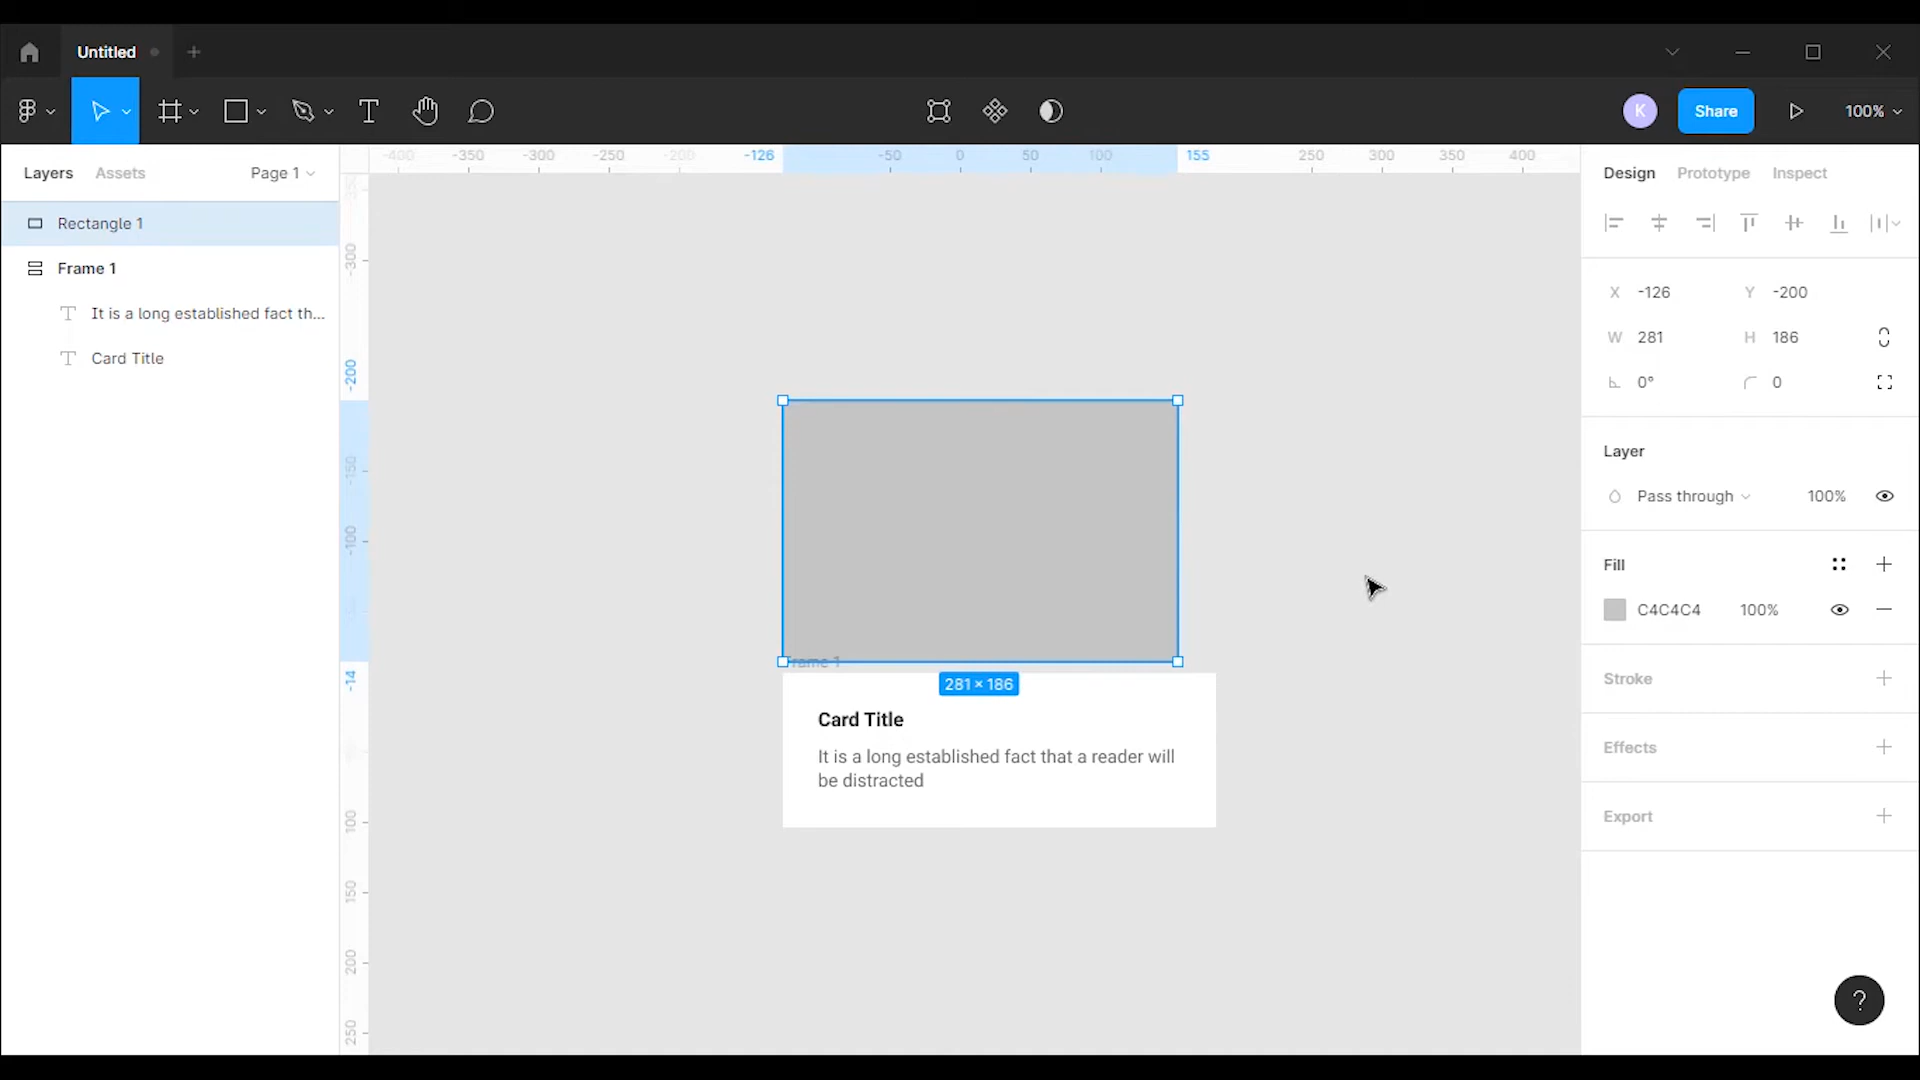 Untitled
K
Share
100%
Layers
Assets
Page 1
Rectangle 1
Frame 1
It is a long established fact th...
Card Title
-400
-350
-300
-250
-200
-126
-50
0
50
100
155
250
300
350
400
-300
-200
-150
-100
-14
100
150
200
250
Frame 1
281 × 186
Card Title
It is a long established fact that a reader will
be distracted
Design
Prototype
Inspect
X -126
Y -200
W 281
H 186
0°
0
Layer
Pass through
100%
Fill
C4C4C4
100%
Stroke
Effects
Export
?